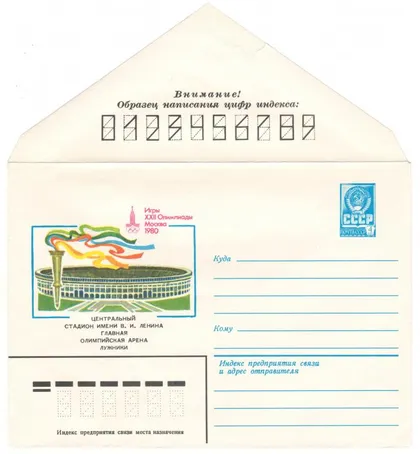 Внимание!
Образец написания цифр индекса:
0123456789
Игры
XXII Олимпиады
Москва
1980
СССР
Куда
ЦЕНТРАЛЬНЫЙ
СТАДИОН ИМЕНИ В. И. ЛЕНИНА
ГЛАВНАЯ
ОЛИМПИЙСКАЯ АРЕНА
ЛУЖНИКИ
Кому
Индекс предприятия связи
и адрес отправителя
Индекс предприятия связи места назначения